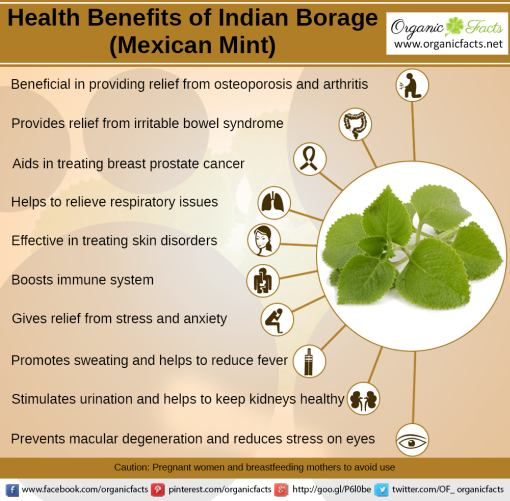 Health Benefits of Indian Borage
(Mexican Mint)
Organic Facts
www.organicfacts.net
Beneficial in providing relief from osteoporosis and arthritis
Provides relief from irritable bowel syndrome
Aids in treating breast prostate cancer
Helps to relieve respiratory issues
Effective in treating skin disorders
Boosts immune system
Gives relief from stress and anxiety
Promotes sweating and helps to reduce fever
Stimulates urination and helps to keep kidneys healthy
Prevents macular degeneration and reduces stress on eyes
Caution: Pregnant women and breastfeeding mothers to avoid use
www.facebook.com/organicfacts pinterest.com/organicfacts http://goo.gl/P6l0be twitter.com/OF_ organicfacts